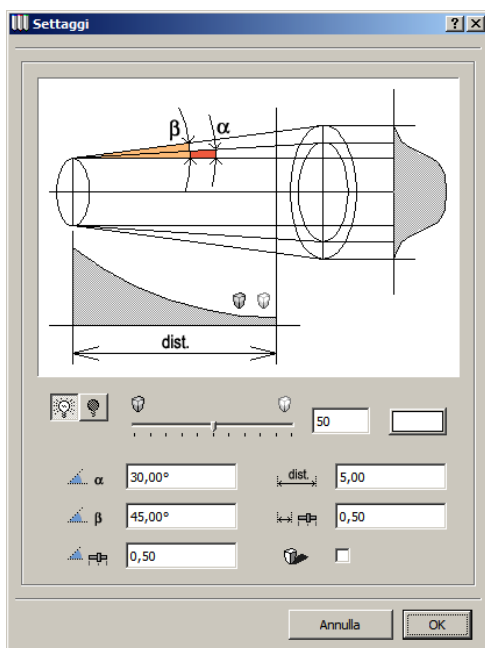 Settaggi
β α
dist.
50
α 30,00° dist. 5,00
β 45,00° 0,50
0,50
Annulla OK